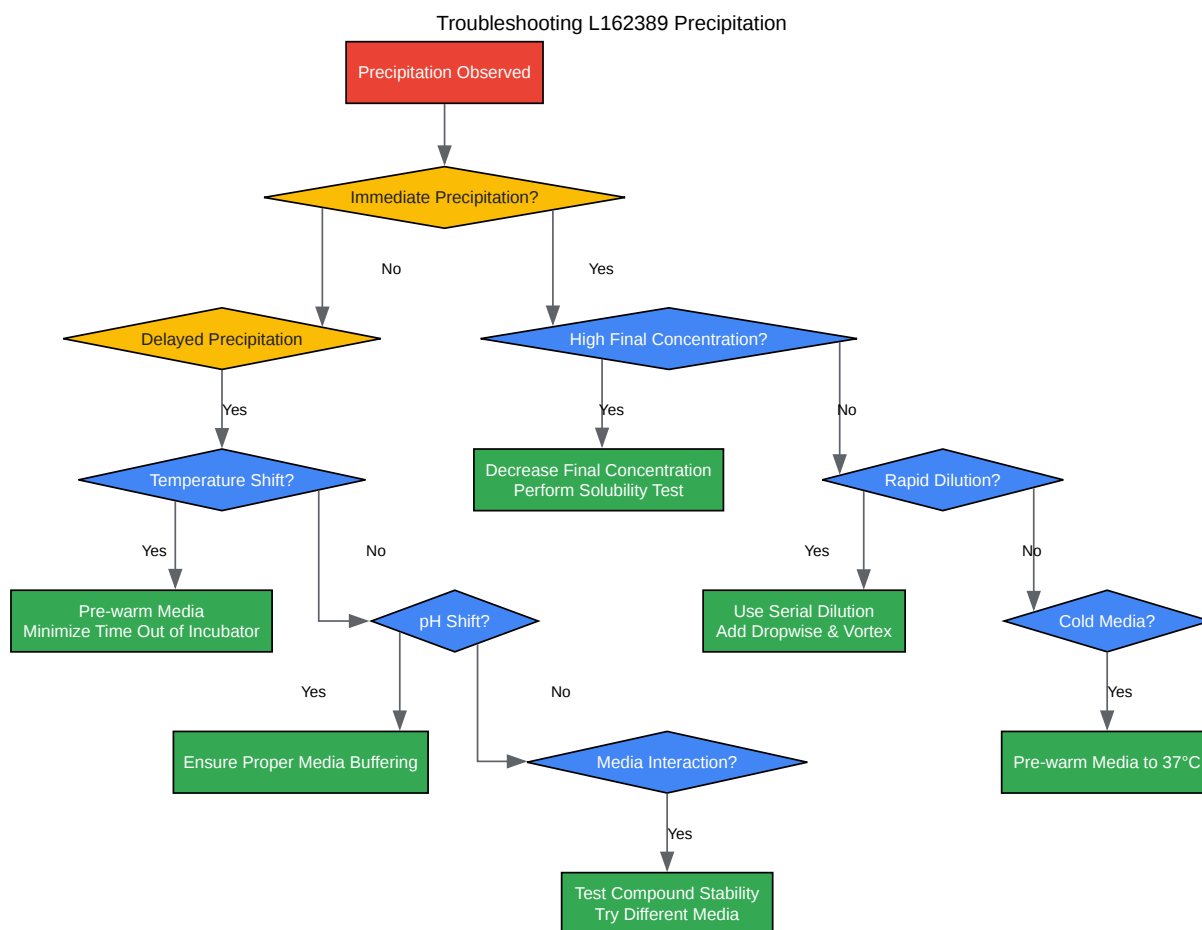 Troubleshooting L162389 Precipitation
Precipitation Observed
Immediate Precipitation?
No
Yes
Delayed Precipitation
High Final Concentration?
Yes
Yes
No
Temperature Shift?
Decrease Final Concentration
Perform Solubility Test
Rapid Dilution?
Yes
No
Yes
No
Pre-warm Media
Minimize Time Out of Incubator
pH Shift?
Use Serial Dilution
Add Dropwise & Vortex
Cold Media?
Yes
No
Yes
Ensure Proper Media Buffering
Media Interaction?
Pre-warm Media to 37°C
Yes
Test Compound Stability
Try Different Media